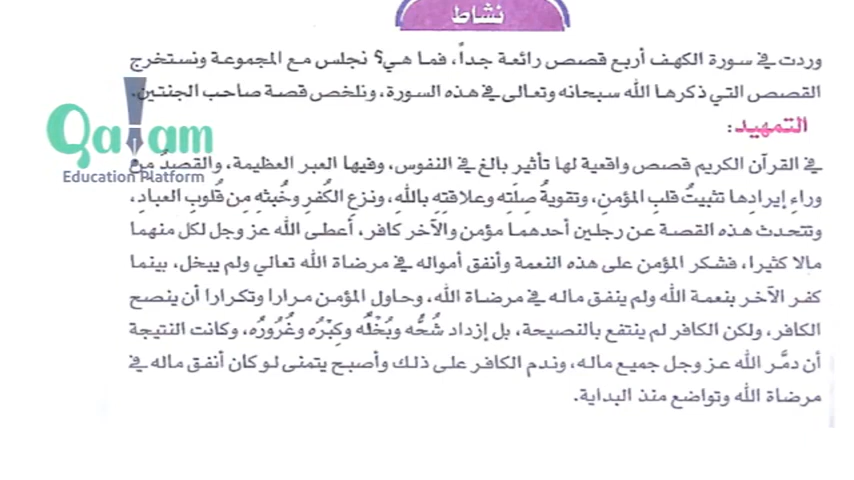 نشاط
وردت في سورة الكهف أربع قصص رائعة جداً، فما هي؟ نجلس مع المجموعة ونستخرج
القصص التي ذكرها الله سبحانه وتعالى في هذه السورة، ونلخص قصة صاحب الجنتين.
التمهيد:
في القرآن الكريم قصص واقعية لها تأثير بالغ في النفوس، وفيها العبر العظيمة، والقصدُ من
وراءِ إيرادِها تثبيتُ قلبِ المؤمنِ، وتقويةُ صِلَتِه وعلاقتِه باللهِ، ونزعِ الكُفرِ وخُبثِه مِن قُلوبِ العبادِ،
وتتحدث هذه القصة عن رجلين أحدهما مؤمن والآخر كافر، أعطى الله عز وجل لكل منهما
مالا كثيرا، فشكر المؤمن على هذه النعمة وأنفق أمواله في مرضاة الله تعالي ولم يبخل، بينما
كفر الآخر بنعمة الله ولم ينفق ماله في مرضاة الله، وحاول المؤمن مرارا وتكرارا أن ينصح
الكافر، ولكن الكافر لم ينتفع بالنصيحة، بل إزداد شُحُّه وبُخْلُه وكِبْرُه وغُرُورُه، وكانت النتيجة
أن دمَّر الله عز وجل جميع ماله، وندم الكافر على ذلك وأصبح يتمنى لو كان أنفق ماله في
مرضاة الله وتواضع منذ البداية.
Qalam
Education Platform